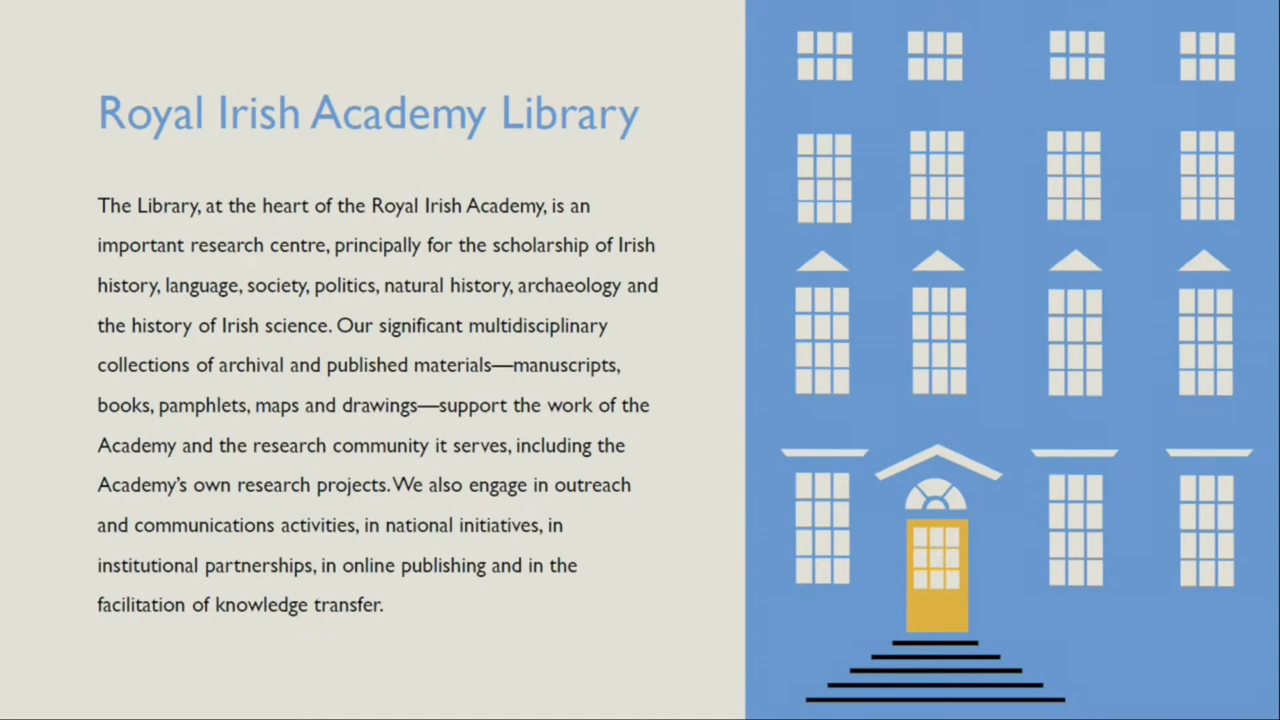 Royal Irish Academy Library
The Library, at the heart of the Royal Irish Academy, is an
important research centre, principally for the scholarship of Irish
history, language, society, politics, natural history, archaeology and
the history of Irish science. Our significant multidisciplinary
collections of archival and published materials—manuscripts,
books, pamphlets, maps and drawings—support the work of the
Academy and the research community it serves, including the
Academy's own research projects. We also engage in outreach
and communications activities, in national initiatives, in
institutional partnerships, in online publishing and in the
facilitation of knowledge transfer.